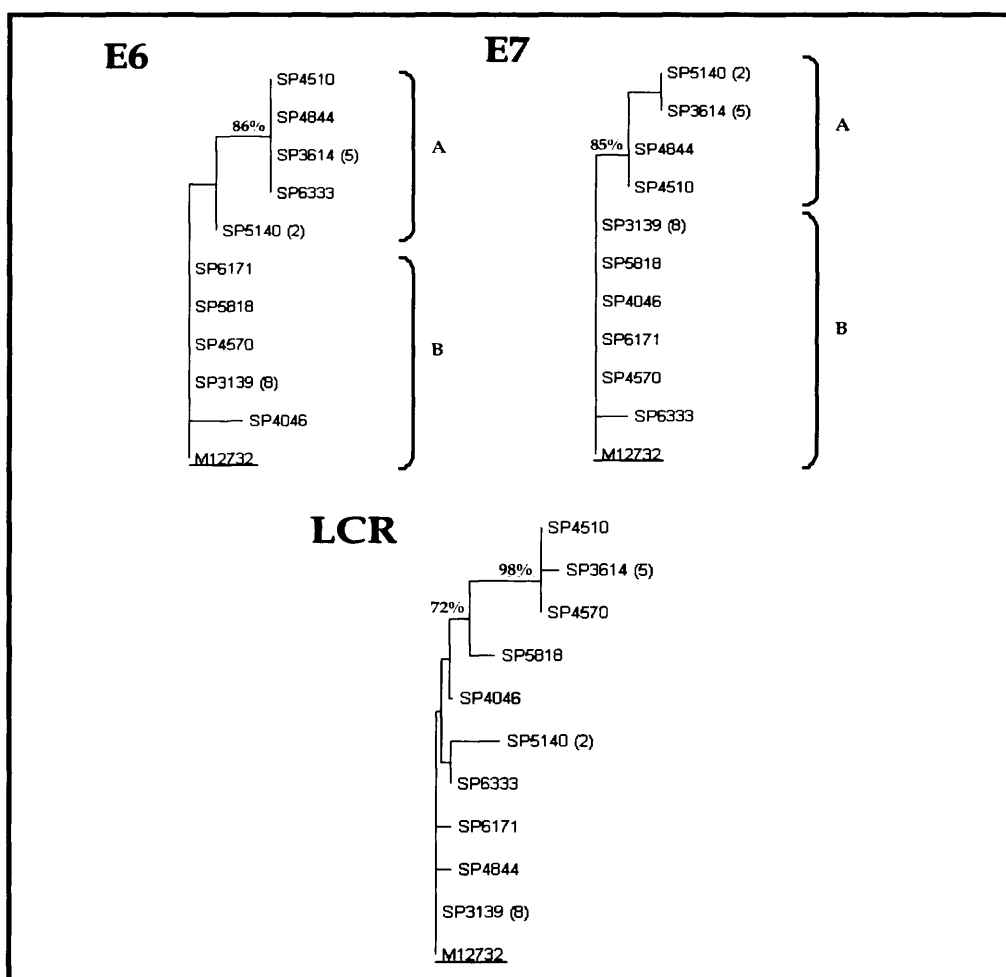 E6
SP4510
SP4844
86%
SP3614 (5)
SP6333
SP5140 (2)
A
SP6171
SP5818
SP4570
SP3139 (8)
SP4046
M12732
B
E7
SP5140 (2)
SP3614 (5)
85%
SP4844
SP4510
A
SP3139 (8)
SP5818
SP4046
SP6171
SP4570
SP6333
M12732
B
LCR
SP4510
98%
SP3614 (5)
SP4570
72%
SP5818
SP4046
SP5140 (2)
SP6333
SP6171
SP4844
SP3139 (8)
M12732